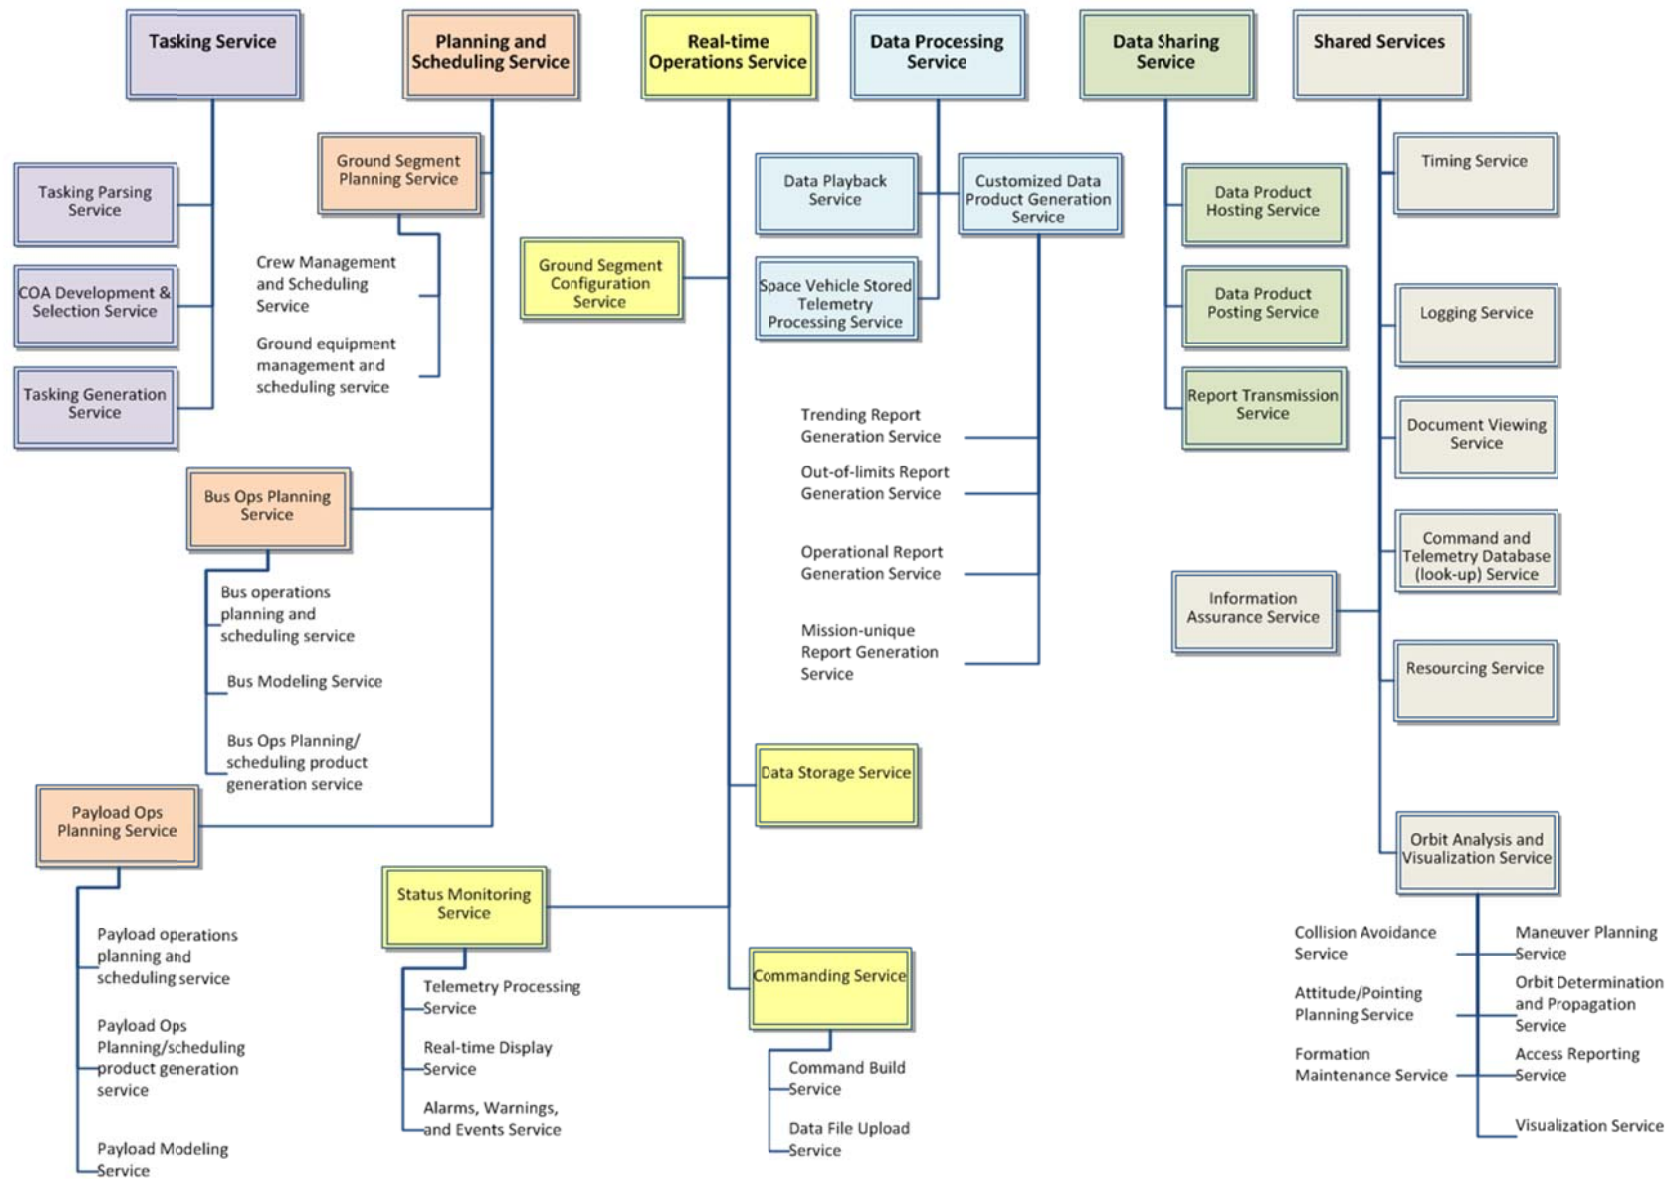 Tasking Service
Tasking Parsing
Service
COA Development &
Selection Service
Tasking Generation
Service
Planning and
Scheduling Service
Ground Segment
Planning Service
Crew Management
and Scheduling
Service
Ground equipment
management and
scheduling service
Bus Ops Planning
Service
Bus operations
planning and
scheduling service
Bus Modeling Service
Bus Ops Planning/
scheduling product
generation service
Payload Ops
Planning Service
Payload operations
planning and
scheduling service
Payload Ops
Planning/scheduling
product generation
service
Payload Modeling
Service
Real-time
Operations Service
Ground Segment
Configuration
Service
Data Storage Service
Status Monitoring
Service
Telemetry Processing
Service
Real-time Display
Service
Alarms, Warnings,
and Events Service
Commanding Service
Command Build
Service
Data File Upload
Service
Data Processing
Service
Data Playback
Service
Customized Data
Product Generation
Service
Space Vehicle Stored
Telemetry
Processing Service
Trending Report
Generation Service
Out-of-limits Report
Generation Service
Operational Report
Generation Service
Mission-unique
Report Generation
Service
Data Sharing
Service
Data Product
Hosting Service
Data Product
Posting Service
Report Transmission
Service
Shared Services
Timing Service
Logging Service
Document Viewing
Service
Command and
Telemetry Database
(look-up) Service
Information
Assurance Service
Resourcing Service
Orbit Analysis and
Visualization Service
Collision Avoidance
Service
Attitude/Pointing
Planning Service
Formation
Maintenance Service
Maneuver Planning
Service
Orbit Determination
and Propagation
Service
Access Reporting
Service
Visualization Service